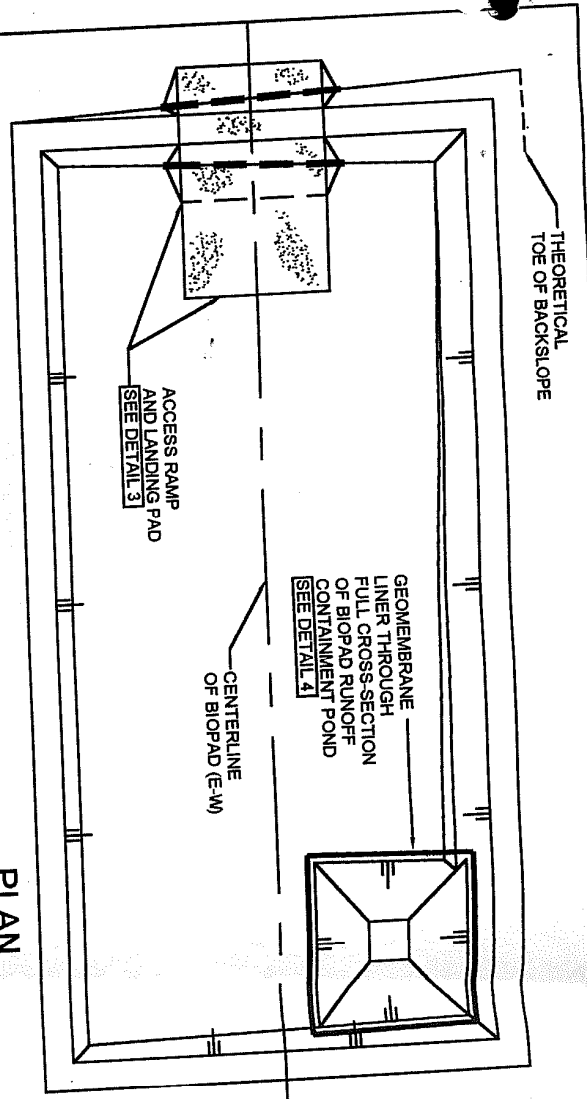 THEORETICAL
TOE OF BACKSLOPE
GEOMEMBRANE
LINER THROUGH
FULL CROSS-SECTION
OF BIOPAD RUNOFF
CONTAINMENT POND
SEE DETAIL 4
ACCESS RAMP
AND LANDING PAD
SEE DETAIL 3
CENTERLINE
OF BIOPAD (E-W)
PLAN